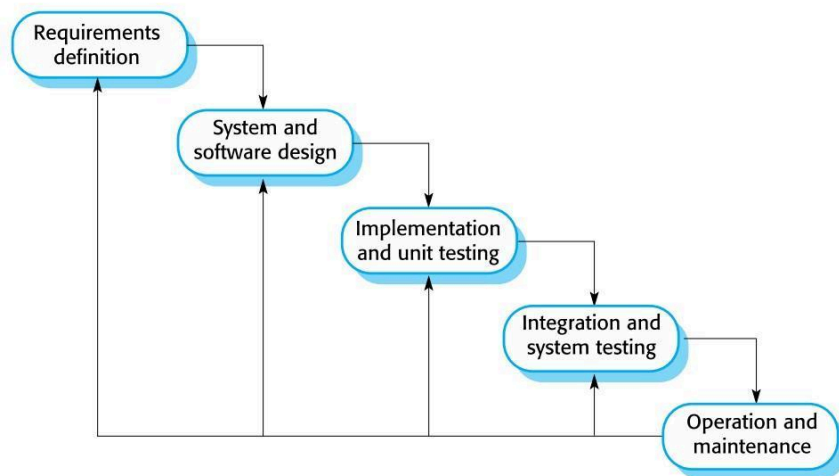 Requirements
definition
System and
software design
Implementation
and unit testing
Integration and
system testing
Operation and
maintenance